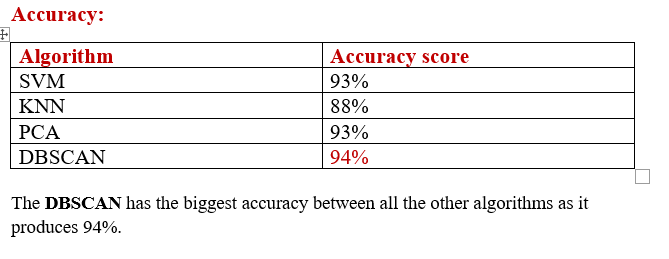 Accuracy:
Algorithm Accuracy score
SVM 93%
KNN 88%
PCA 93%
DBSCAN 94%
The DBSCAN has the biggest accuracy between all the other algorithms as it
produces 94%.